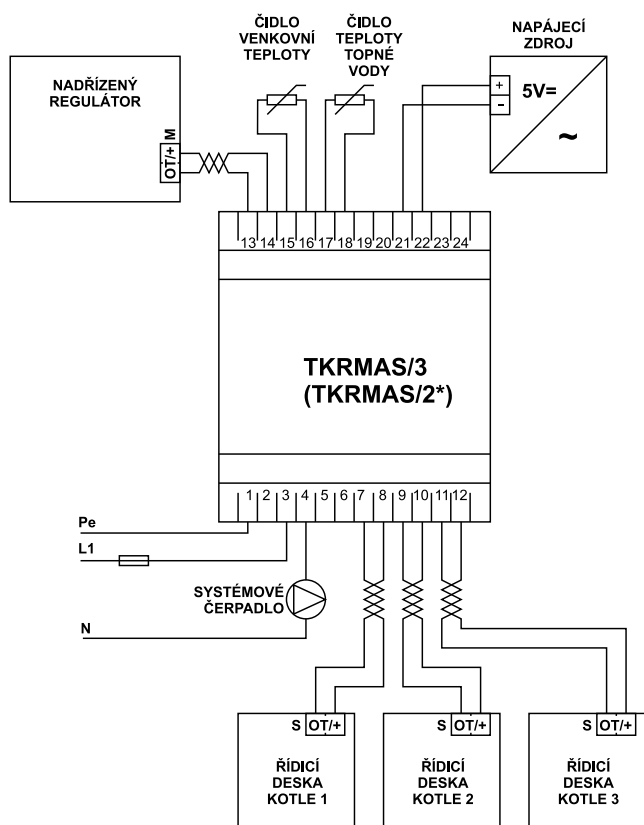 ČIDLO
VENKOVNÍ
TEPLOTY
ČIDLO
TEPLOTY
TOPNÉ
VODY
NAPÁJECÍ
ZDROJ
NADŘÍZENÝ
REGULÁTOR
M
OT/+
+
−
5V=
~
13 14 15 16 17 18 19 20 21 22 23 24
TKRMAS/3
(TKRMAS/2*)
1 2 3 4 5 6 7 8 9 10 11 12
Pe
L1
SYSTÉMOVÉ
ČERPADLO
N
S OT/+
ŘÍDICÍ
DESKA
KOTLE 1
S OT/+
ŘÍDICÍ
DESKA
KOTLE 2
S OT/+
ŘÍDICÍ
DESKA
KOTLE 3